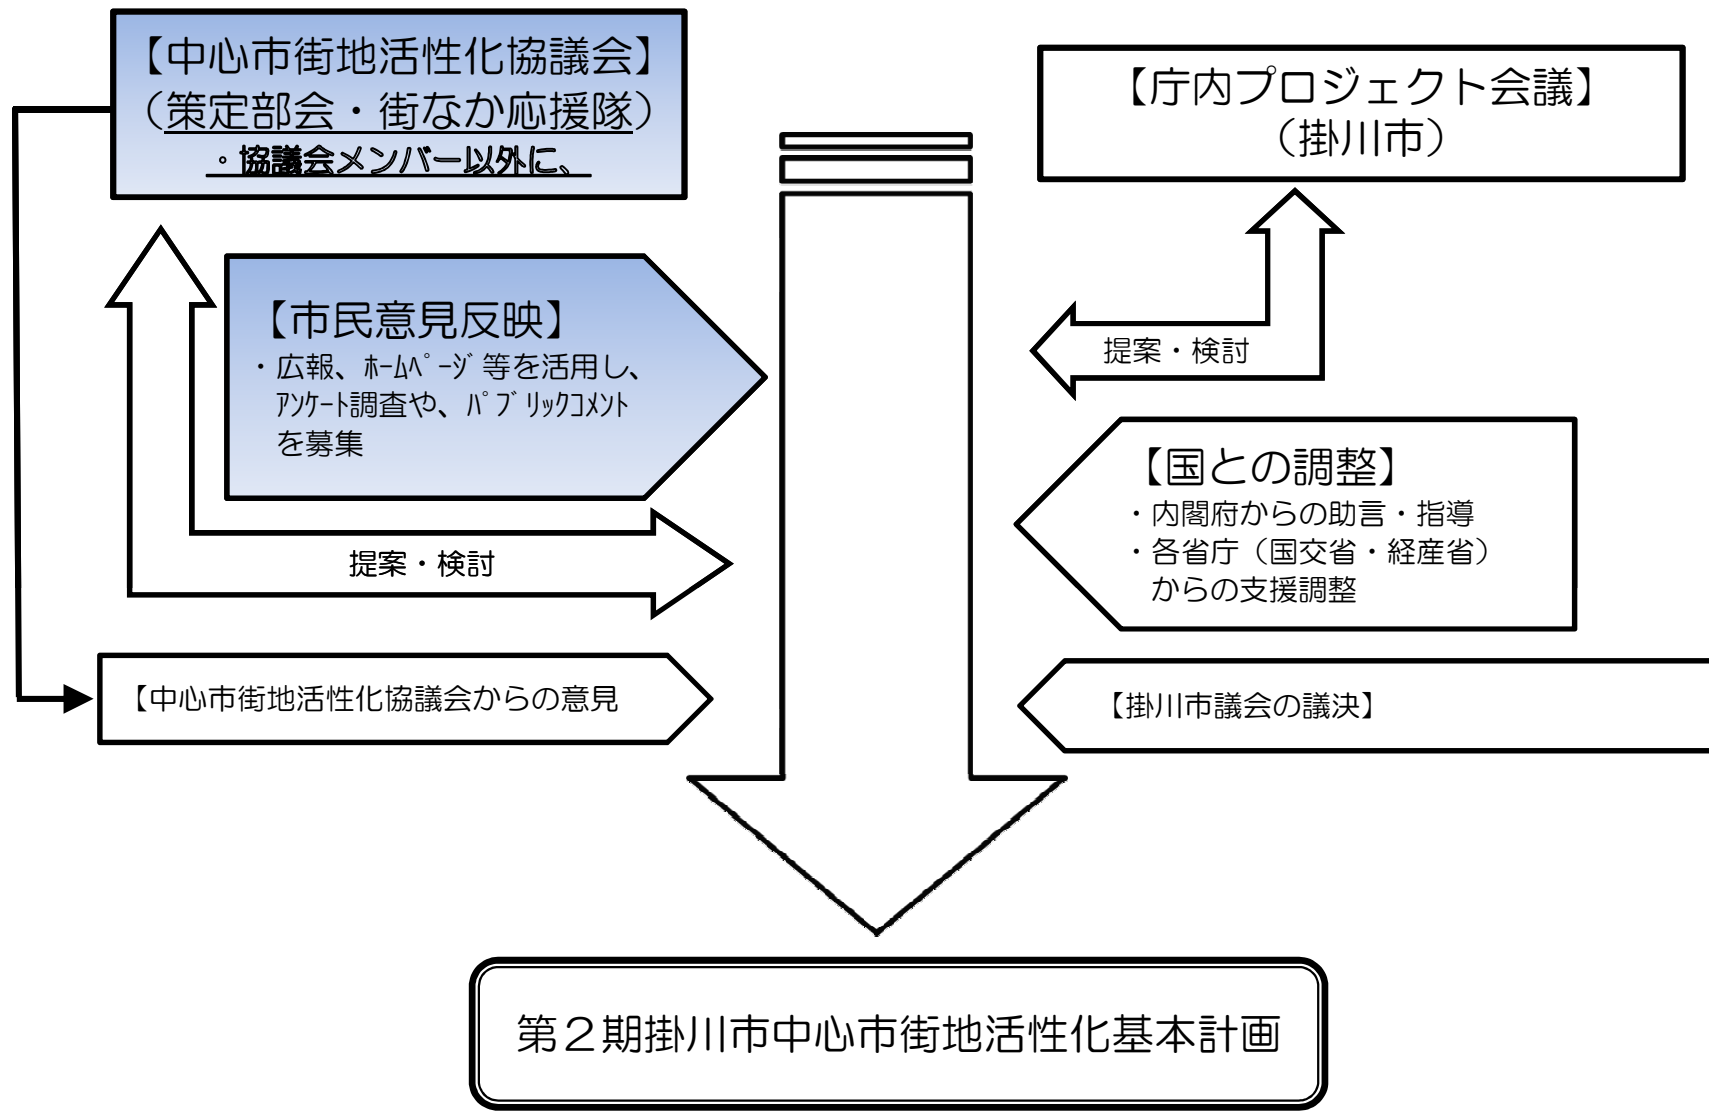 【中心市街地活性化協議会】
（策定部会・街なか応援隊）
・協議会メンバー以外に、
【庁内プロジェクト会議】
（掛川市）
【市民意見反映】
・広報、ﾎｰﾑﾍﾟｰｼﾞ等を活用し、
ｱﾝｹｰﾄ調査や、ﾊﾟﾌﾞﾘｯｸｺﾒﾝﾄ
を募集
提案・検討
【国との調整】
・内閣府からの助言・指導
・各省庁（国交省・経産省）
からの支援調整
提案・検討
【中心市街地活性化協議会からの意見
【掛川市議会の議決】
第２期掛川市中心市街地活性化基本計画